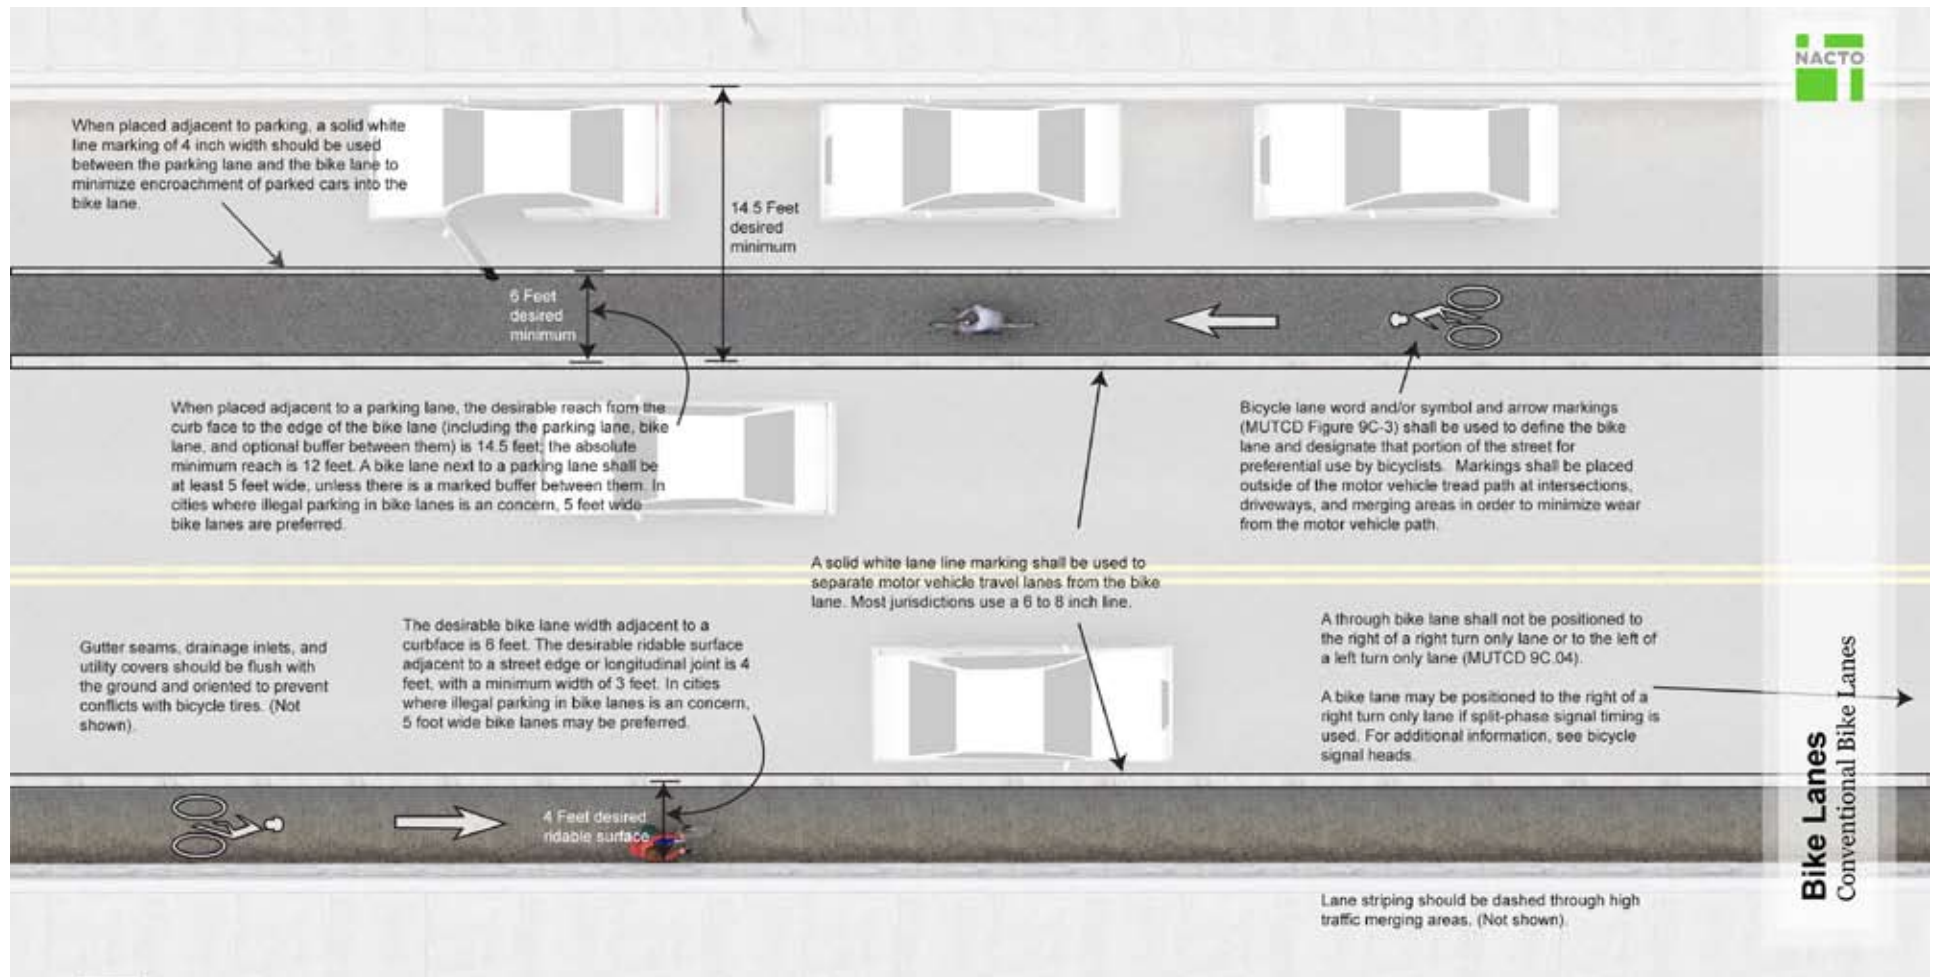 NACTO
When placed adjacent to parking, a solid white
line marking of 4 inch width should be used
between the parking lane and the bike lane to
minimize encroachment of parked cars into the
bike lane.
14.5 Feet
desired
minimum
6 Feet
desired
minimum
When placed adjacent to a parking lane, the desirable reach from the
curb face to the edge of the bike lane (including the parking lane, bike
lane, and optional buffer between them) is 14.5 feet; the absolute
minimum reach is 12 feet. A bike lane next to a parking lane shall be
at least 5 feet wide, unless there is a marked buffer between them. In
cities where illegal parking in bike lanes is an concern, 5 feet wide
bike lanes are preferred.
Bicycle lane word and/or symbol and arrow markings
(MUTCD Figure 9C-3) shall be used to define the bike
lane and designate that portion of the street for
preferential use by bicyclists. Markings shall be placed
outside of the motor vehicle tread path at intersections,
driveways, and merging areas in order to minimize wear
from the motor vehicle path.
A solid white lane line marking shall be used to
separate motor vehicle travel lanes from the bike
lane. Most jurisdictions use a 6 to 8 inch line.
Gutter seams, drainage inlets, and
utility covers should be flush with
the ground and oriented to prevent
conflicts with bicycle tires. (Not
shown).
The desirable bike lane width adjacent to a
curbface is 6 feet. The desirable ridable surface
adjacent to a street edge or longitudinal joint is 4
feet, with a minimum width of 3 feet. In cities
where illegal parking in bike lanes is an concern,
5 foot wide bike lanes may be preferred.
A through bike lane shall not be positioned to
the right of a right turn only lane or to the left of
a left turn only lane (MUTCD 9C.04).
A bike lane may be positioned to the right of a
right turn only lane if split-phase signal timing is
used. For additional information, see bicycle
signal heads.
4 Feet desired
ridable surface
Lane striping should be dashed through high
traffic merging areas. (Not shown).
Bike Lanes
Conventional Bike Lanes